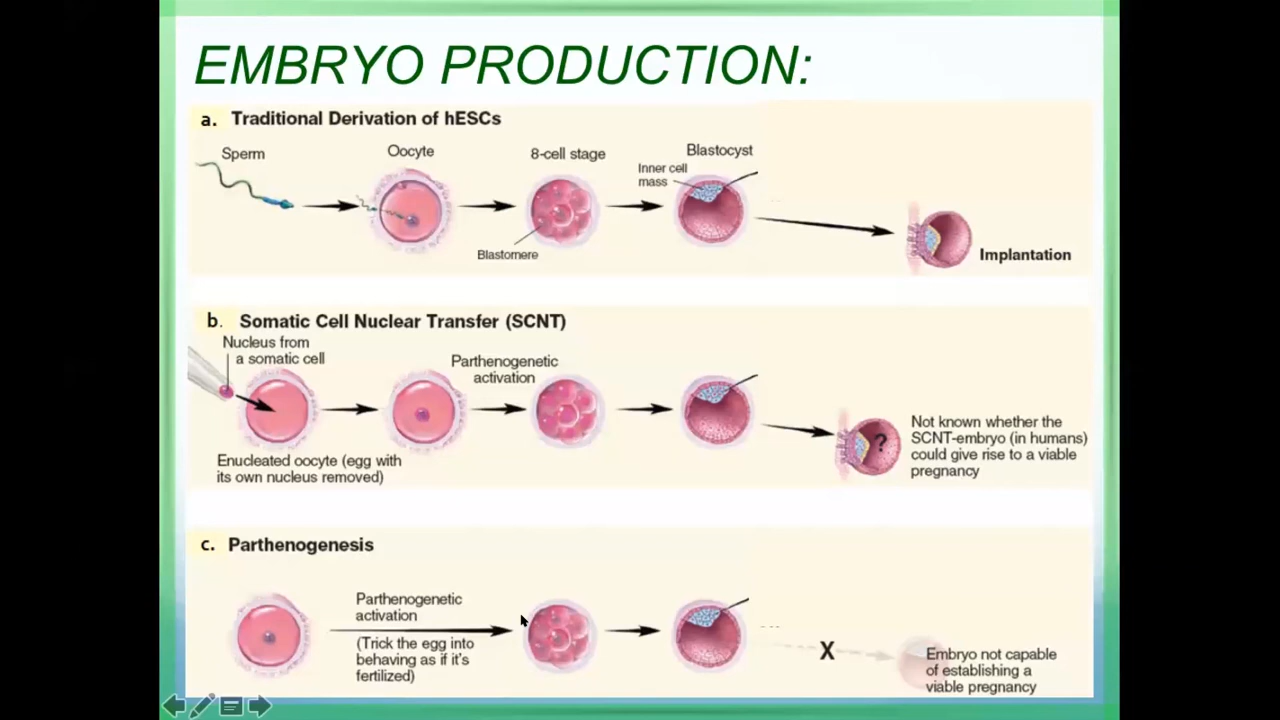 EMBRYO PRODUCTION:
a. Traditional Derivation of hESCs
Sperm
Oocyte
8-cell stage
Blastocyst
Inner cell
mass
Blastomere
Implantation
b. Somatic Cell Nuclear Transfer (SCNT)
Nucleus from
a somatic cell
Parthenogenetic
activation
Enucleated oocyte (egg with
its own nucleus removed)
?
Not known whether the
SCNT-embryo (in humans)
could give rise to a viable
pregnancy
c. Parthenogenesis
Parthenogenetic
activation
(Trick the egg into
behaving as if it's
fertilized)
X
Embryo not capable
of establishing a
viable pregnancy